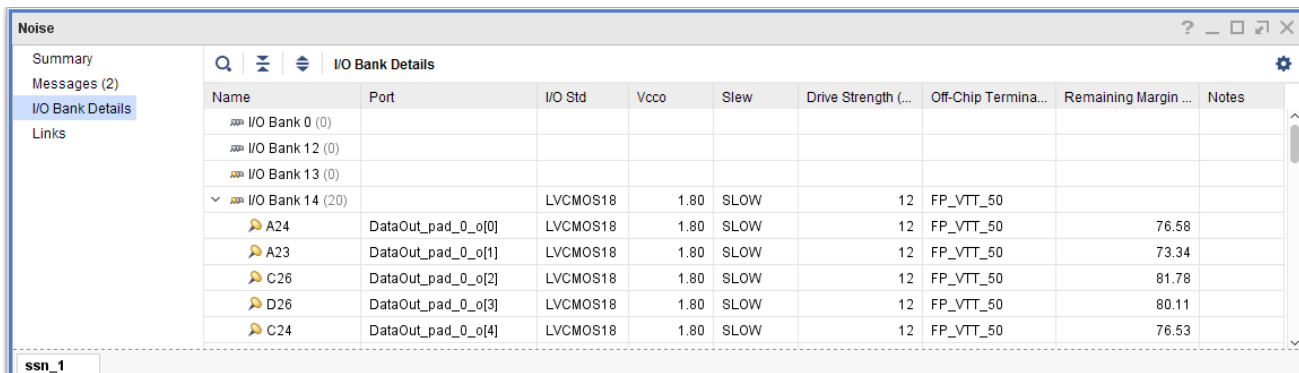 Noise
Summary
Messages (2)
I/O Bank Details
Links
I/O Bank Details
Name Port I/O Std Vcco Slew Drive Strength (... Off-Chip Termina... Remaining Margin ... Notes
I/O Bank 0 (0)
I/O Bank 12 (0)
I/O Bank 13 (0)
I/O Bank 14 (20) LVCMOS18 1.80 SLOW 12 FP_VTT_50
A24 DataOut_pad_0_o[0] LVCMOS18 1.80 SLOW 12 FP_VTT_50 76.58
A23 DataOut_pad_0_o[1] LVCMOS18 1.80 SLOW 12 FP_VTT_50 73.34
C26 DataOut_pad_0_o[2] LVCMOS18 1.80 SLOW 12 FP_VTT_50 81.78
D26 DataOut_pad_0_o[3] LVCMOS18 1.80 SLOW 12 FP_VTT_50 80.11
C24 DataOut_pad_0_o[4] LVCMOS18 1.80 SLOW 12 FP_VTT_50 76.53
ssn_1